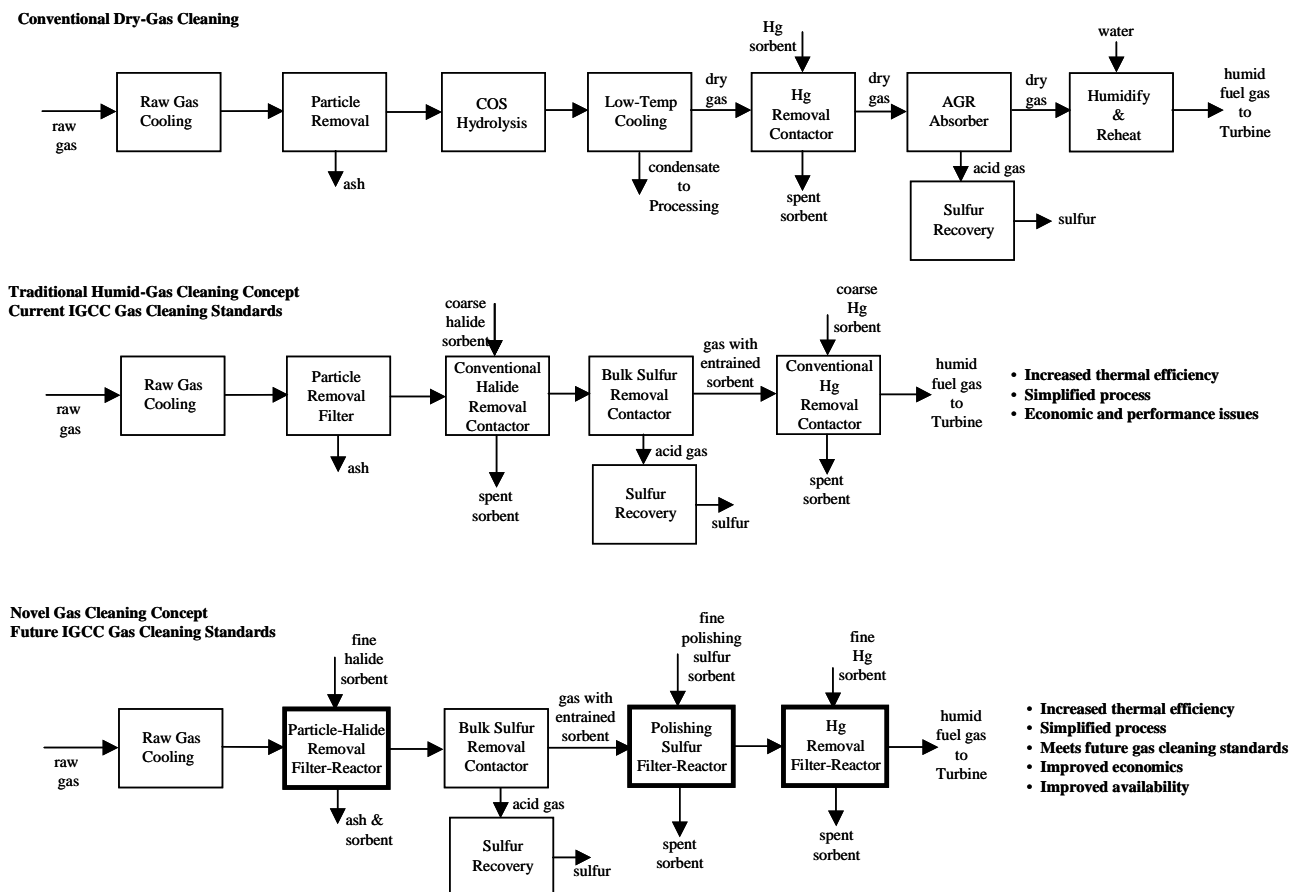 Conventional Dry-Gas Cleaning
raw
gas
Raw Gas
Cooling
Particle
Removal
ash
COS
Hydrolysis
Low-Temp
Cooling
condensate
to
Processing
dry
gas
Hg
sorbent
Hg
Removal
Contactor
spent
sorbent
dry
gas
AGR
Absorber
acid gas
Sulfur
Recovery
sulfur
dry
gas
water
Humidify
&
Reheat
humid
fuel gas
to
Turbine
Traditional Humid-Gas Cleaning Concept
Current IGCC Gas Cleaning Standards
raw
gas
Raw Gas
Cooling
Particle
Removal
Filter
ash
coarse
halide
sorbent
Conventional
Halide
Removal
Contactor
spent
sorbent
Bulk Sulfur
Removal
Contactor
acid gas
Sulfur
Recovery
sulfur
gas with
entrained
sorbent
coarse
Hg
sorbent
Conventional
Hg
Removal
Contactor
spent
sorbent
humid
fuel gas
to
Turbine
• Increased thermal efficiency
• Simplified process
• Economic and performance issues
Novel Gas Cleaning Concept
Future IGCC Gas Cleaning Standards
raw
gas
Raw Gas
Cooling
fine
halide
sorbent
Particle-Halide
Removal
Filter-Reactor
ash &
sorbent
Bulk Sulfur
Removal
Contactor
acid gas
Sulfur
Recovery
sulfur
gas with
entrained
sorbent
fine
polishing
sulfur
sorbent
Polishing
Sulfur
Filter-Reactor
spent
sorbent
fine
Hg
sorbent
Hg
Removal
Filter-Reactor
spent
sorbent
humid
fuel gas
to
Turbine
• Increased thermal efficiency
• Simplified process
• Meets future gas cleaning standards
• Improved economics
• Improved availability